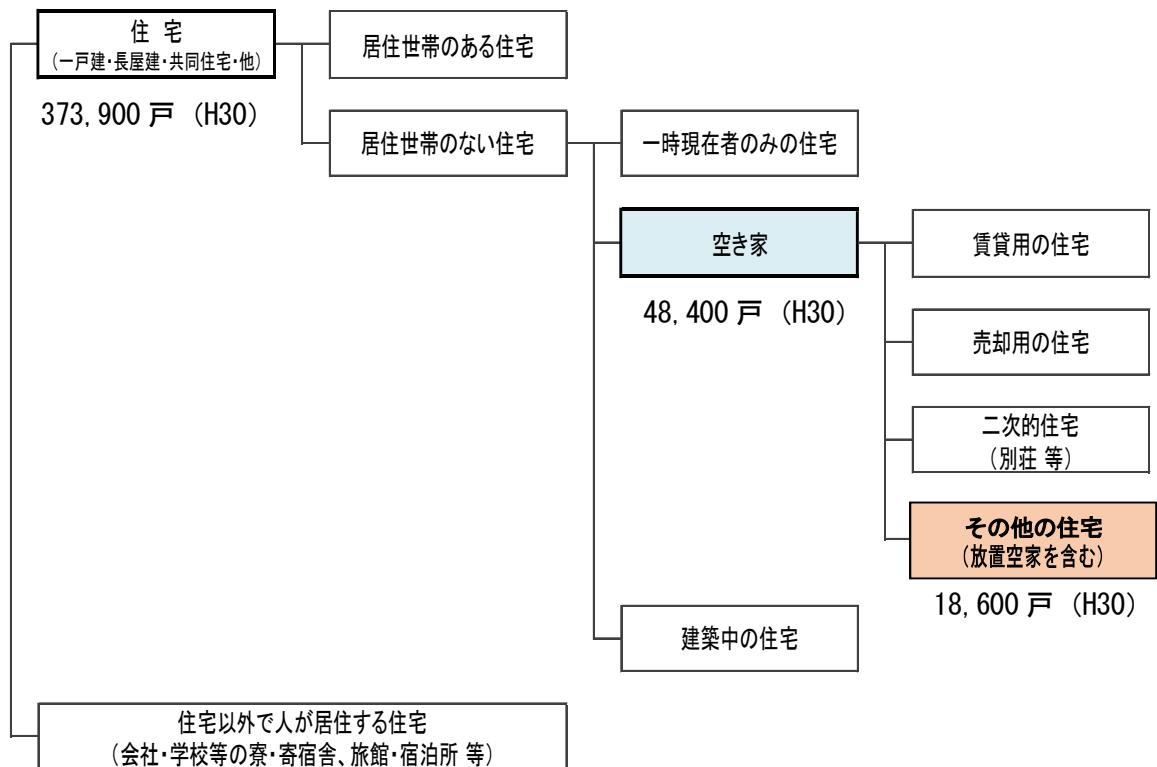 住 宅
(一戸建・長屋建・共同住宅・他)
373,900 戸 (H30)
居住世帯のある住宅
居住世帯のない住宅
一時現在者のみの住宅
空き家
48,400 戸 (H30)
賃貸用の住宅
売却用の住宅
二次的住宅
(別荘 等)
その他の住宅
(放置空家を含む)
18,600 戸 (H30)
建築中の住宅
住宅以外で人が居住する住宅
(会社・学校等の寮・寄宿舎、旅館・宿泊所 等)